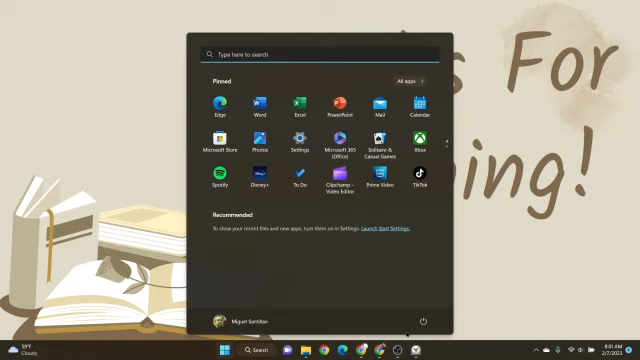 s For
ing!
Type here to search
Pinned
All apps >
Edge
Word
Excel
PowerPoint
Mail
Calendar
Microsoft Store
Photos
Settings
Microsoft 365 (Office)
Solitaire & Casual Games
Xbox
Spotify
Disney+
To Do
Clipchamp – Video Editor
Prime Video
TikTok
Recommended
To show your recent files and new apps, turn them on in Settings. Launch Start Settings.
Miguel Santillan
59°F
Cloudy
Search
8:01 AM
2/7/2023